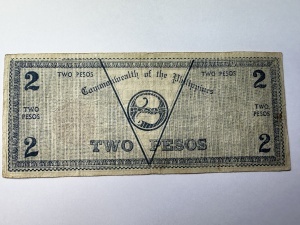 2 TWO PESOS TWO PESOS 2
Commonwealth of the Philippines
TWO PESOS 2 TWO PESOS
2 TWO PESOS 2